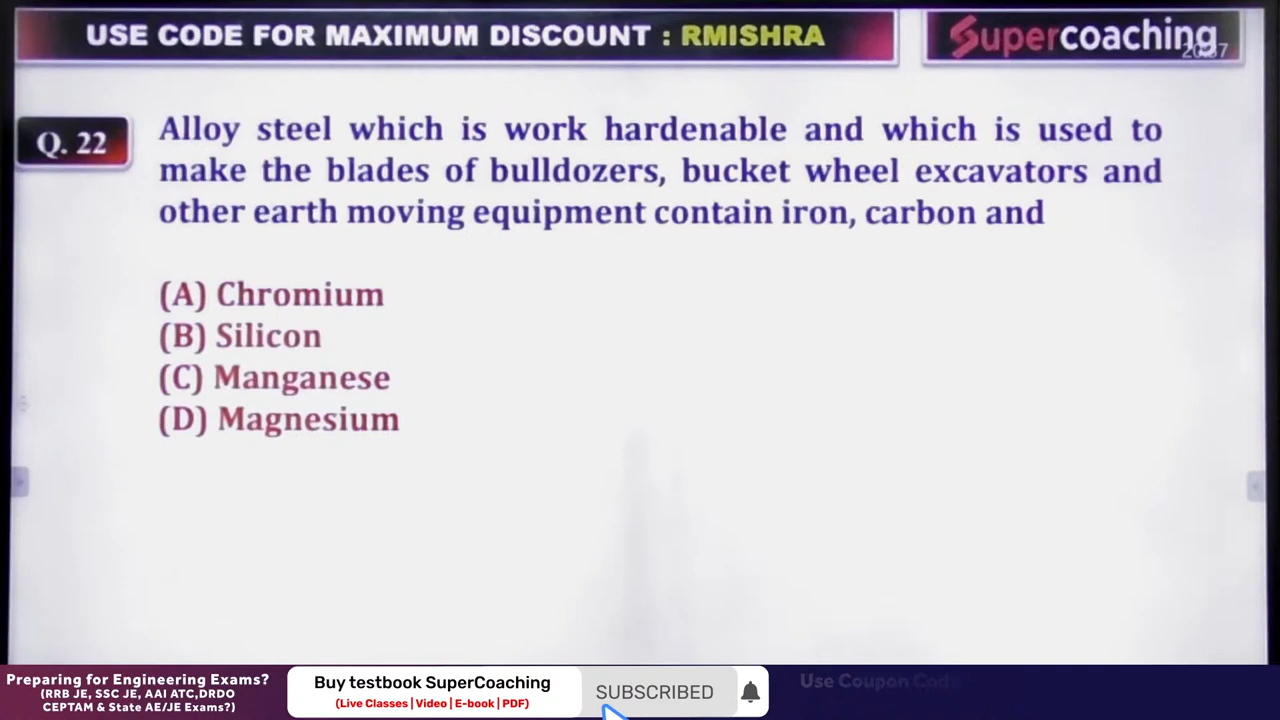 USE CODE FOR MAXIMUM DISCOUNT : RMISHRA
Supercoaching
Q. 22
Alloy steel which is work hardenable and which is used to
make the blades of bulldozers, bucket wheel excavators and
other earth moving equipment contain iron, carbon and
(A) Chromium
(B) Silicon
(C) Manganese
(D) Magnesium
Preparing for Engineering Exams?
(RRB JE, SSC JE, AAI ATC,DRDO
CEPTAM & State AE/JE Exams?)
Buy testbook SuperCoaching
(Live Classes | Video | E-book | PDF)
SUBSCRIBED
Use Coupon Code